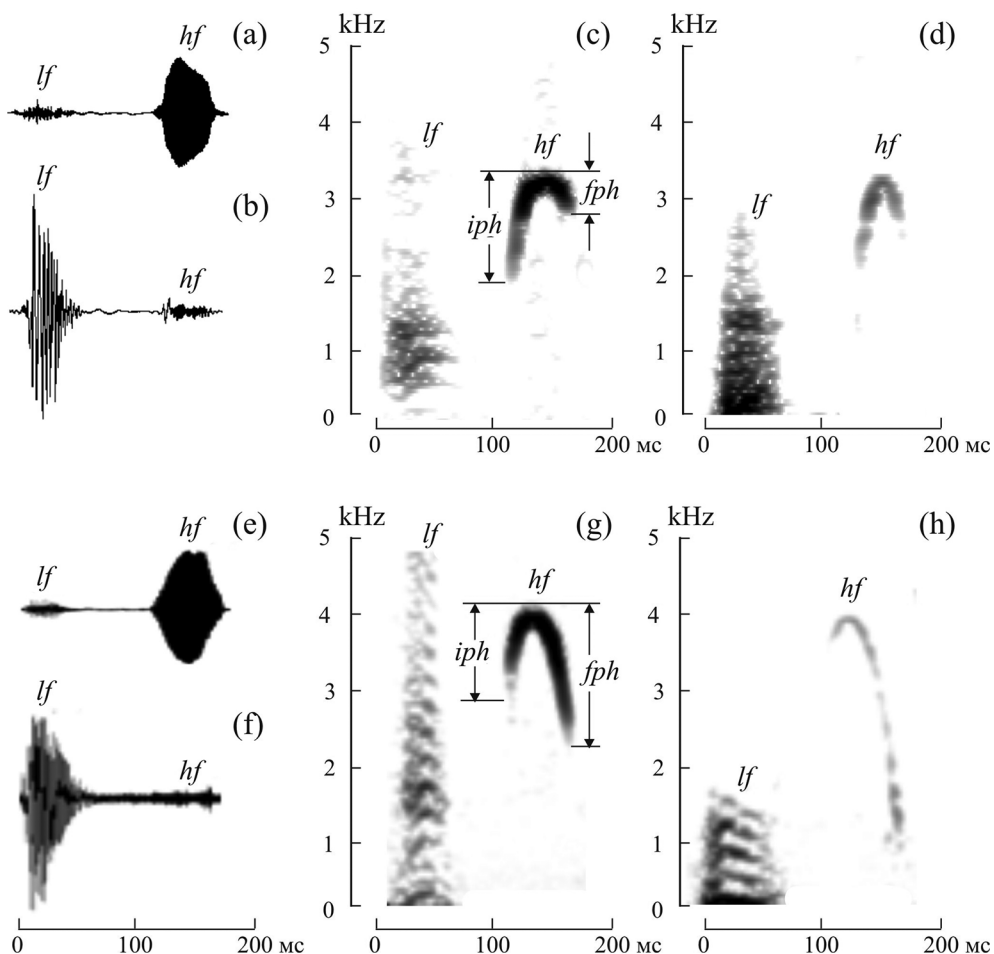 (a)
hf
lf
lf
(b)
hf
kHz
(c)
5
4
3
2
1
0
lf
hf
iph
fph
0
100
200 мс
kHz
(d)
5
4
3
2
1
0
lf
hf
0
100
200 мс
(e)
hf
lf
lf
(f)
hf
0
100
200 мс
kHz
(g)
5
4
3
2
1
0
lf
hf
iph
fph
0
100
200 мс
kHz
(h)
5
4
3
2
1
0
hf
lf
0
100
200 мс